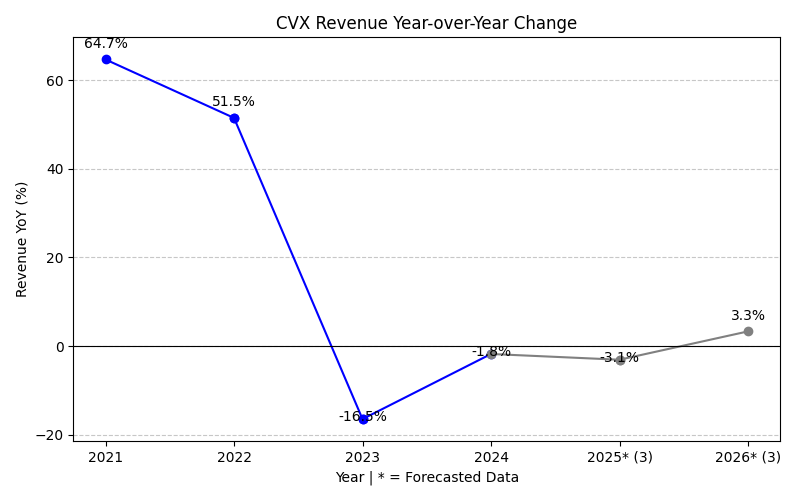 CVX Revenue Year-over-Year Change
64.7%
51.5%
-16.5%
-1.8%
-3.1%
3.3%
Revenue YoY (%)
60
40
20
0
−20
2021 2022 2023 2024 2025* (3) 2026* (3)
Year | * = Forecasted Data